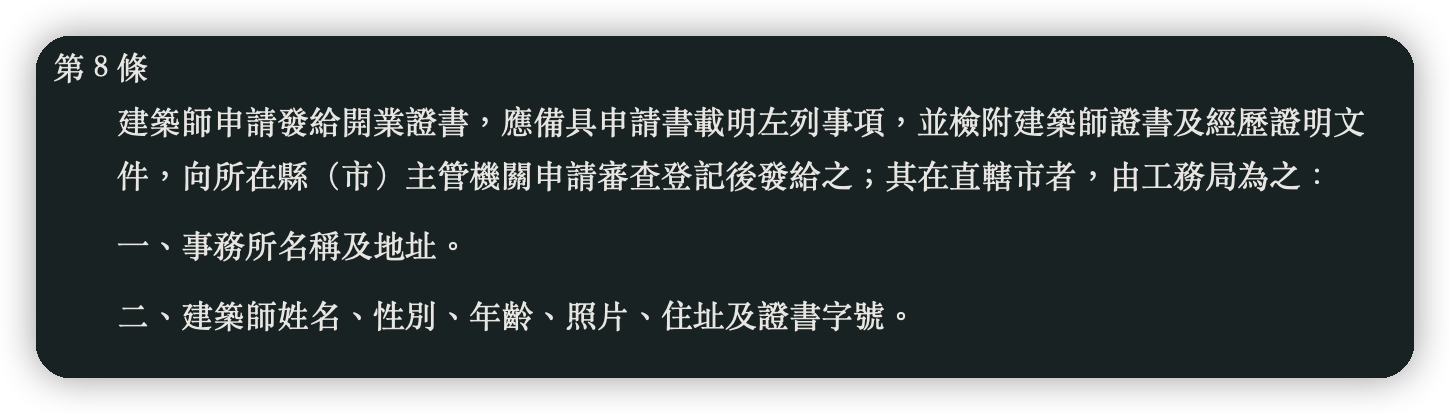 第 8 條
建築師申請發給開業證書，應備具申請書載明左列事項，並檢附建築師證書及經歷證明文
件，向所在縣（市）主管機關申請審查登記後發給之；其在直轄市者，由工務局為之：
一、事務所名稱及地址。
二、建築師姓名、性別、年齡、照片、住址及證書字號。